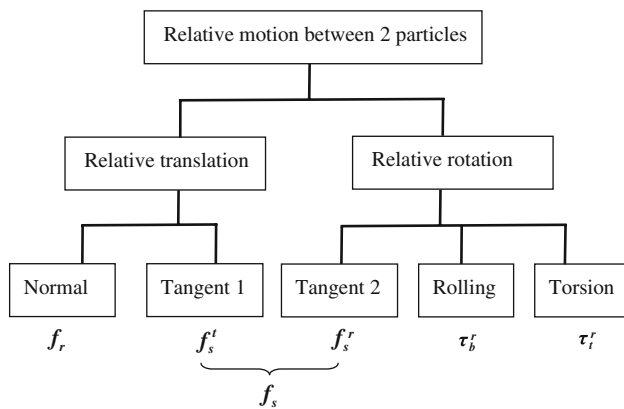 Relative motion between 2 particles
Relative translation Relative rotation
Normal Tangent 1 Tangent 2 Rolling Torsion
f_r f_s^t f_s^r τ_b^r τ_t^r
f_s